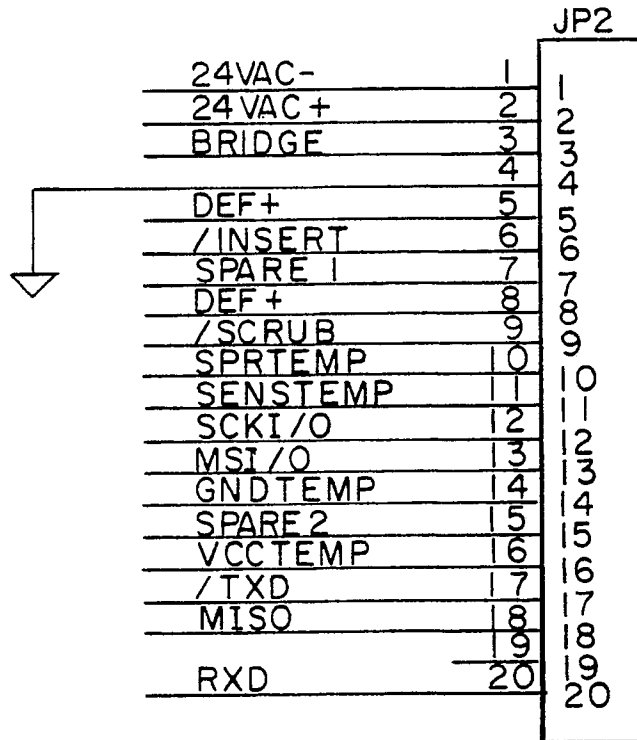 JP2
24VAC- 1 1
24VAC+ 2 2
BRIDGE 3 3
4 4
DEF+ 5 5
/INSERT 6 6
SPARE 1 7 7
DEF+ 8 8
/SCRUB 9 9
SPRTEMP 10 10
SENSTEMP 11 11
SCKI/O 12 12
MSI/O 13 13
GNDTEMP 14 14
SPARE2 15 15
VCCTEMP 16 16
/TXD 17 17
MISO 18 18
19 19
RXD 20 20